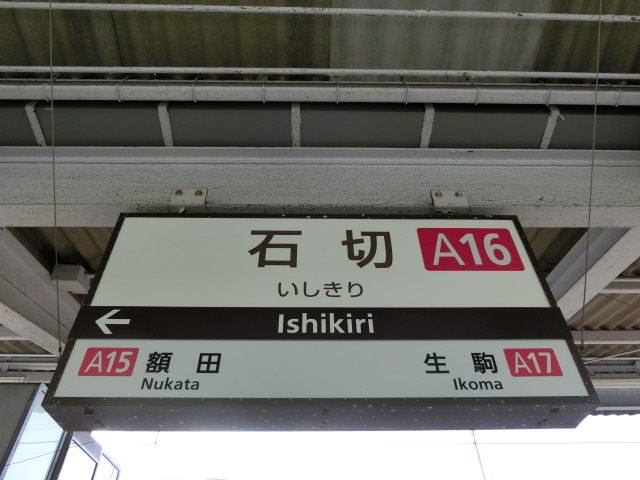 石切 A16
いしきり
← Ishikiri
A15 額田 生駒 A17
Nukata Ikoma